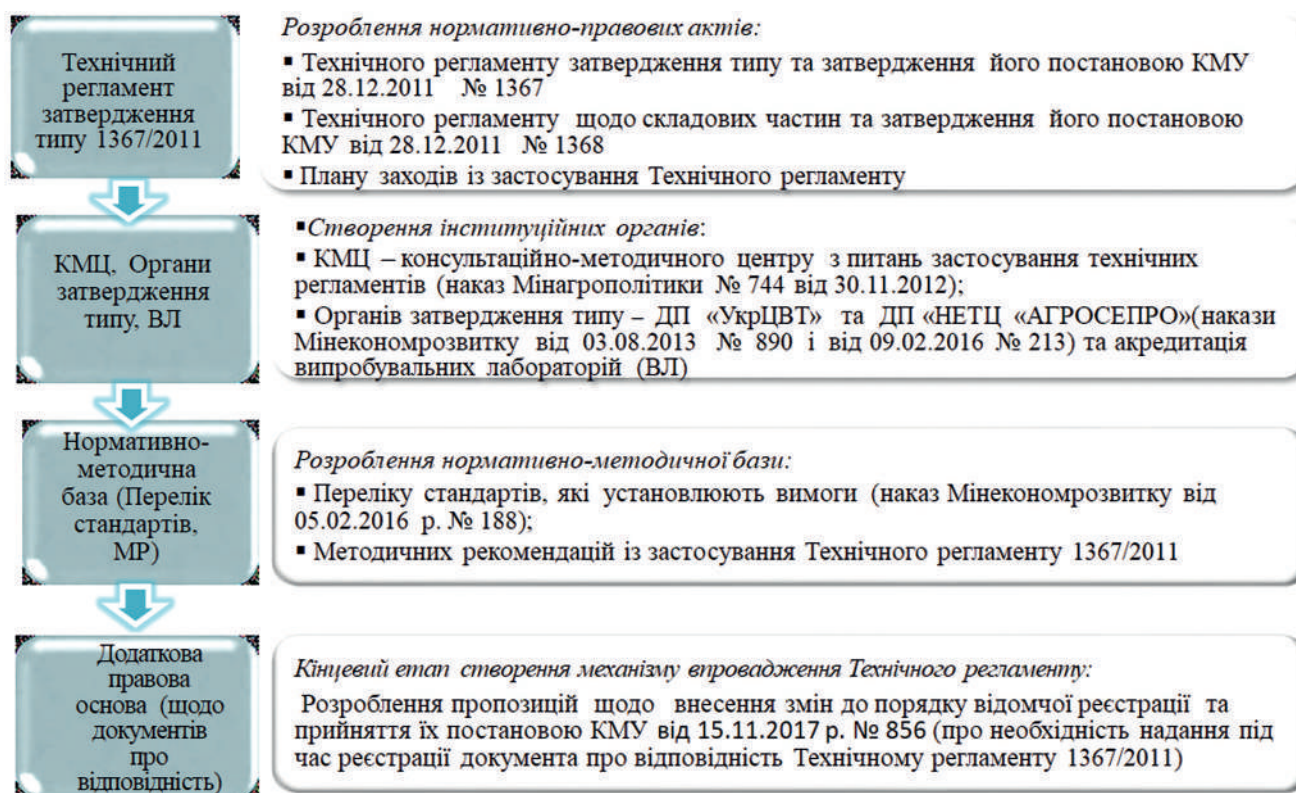 Технічний
регламент
затвердження
типу 1367/2011
Розроблення нормативно-правових актів:
▪ Технічного регламенту затвердження типу та затвердження його постановою КМУ
від 28.12.2011 № 1367
▪ Технічного регламенту щодо складових частин та затвердження його постановою
КМУ від 28.12.2011 № 1368
▪ Плану заходів із застосування Технічного регламенту
КМЦ, Органи
затвердження
типу, ВЛ
▪Створення інституційних органів:
▪ КМЦ – консультаційно-методичного центру з питань застосування технічних
регламентів (наказ Мінагрополітики № 744 від 30.11.2012);
▪ Органів затвердження типу – ДП «УкрЦВТ» та ДП «НЕТЦ «АГРОСЕПРО»(накази
Мінекономрозвитку від 03.08.2013 № 890 і від 09.02.2016 № 213) та акредитація
випробувальних лабораторій (ВЛ)
Нормативно-
методична
база (Перелік
стандартів,
МР)
Розроблення нормативно-методичної бази:
▪ Переліку стандартів, які установлюють вимоги (наказ Мінекономрозвитку від
05.02.2016 р. № 188);
▪ Методичних рекомендацій із застосування Технічного регламенту 1367/2011
Додаткова
правова
основа (щодо
документів
про
відповідність)
Кінцевий етап створення механізму впровадження Технічного регламенту:
Розроблення пропозицій щодо внесення змін до порядку відомчої реєстрації та
прийняття їх постановою КМУ від 15.11.2017 р. № 856 (про необхідність надання під
час реєстрації документа про відповідність Технічному регламенту 1367/2011)